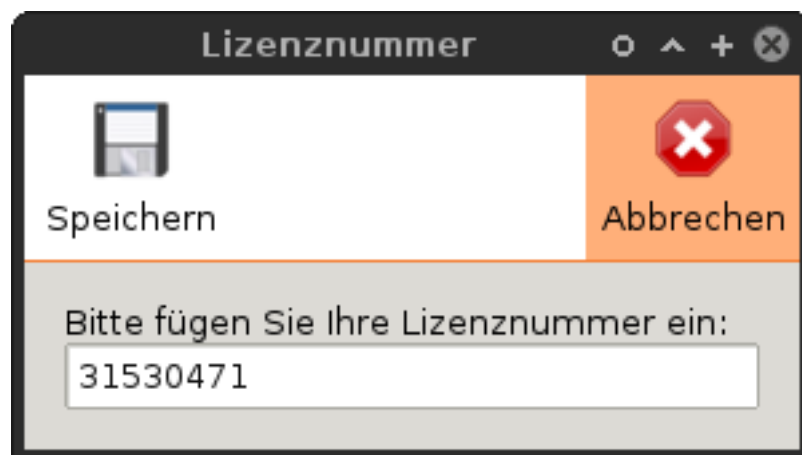 Lizenznummer
Speichern
Abbrechen
Bitte fügen Sie Ihre Lizenznummer ein:
31530471